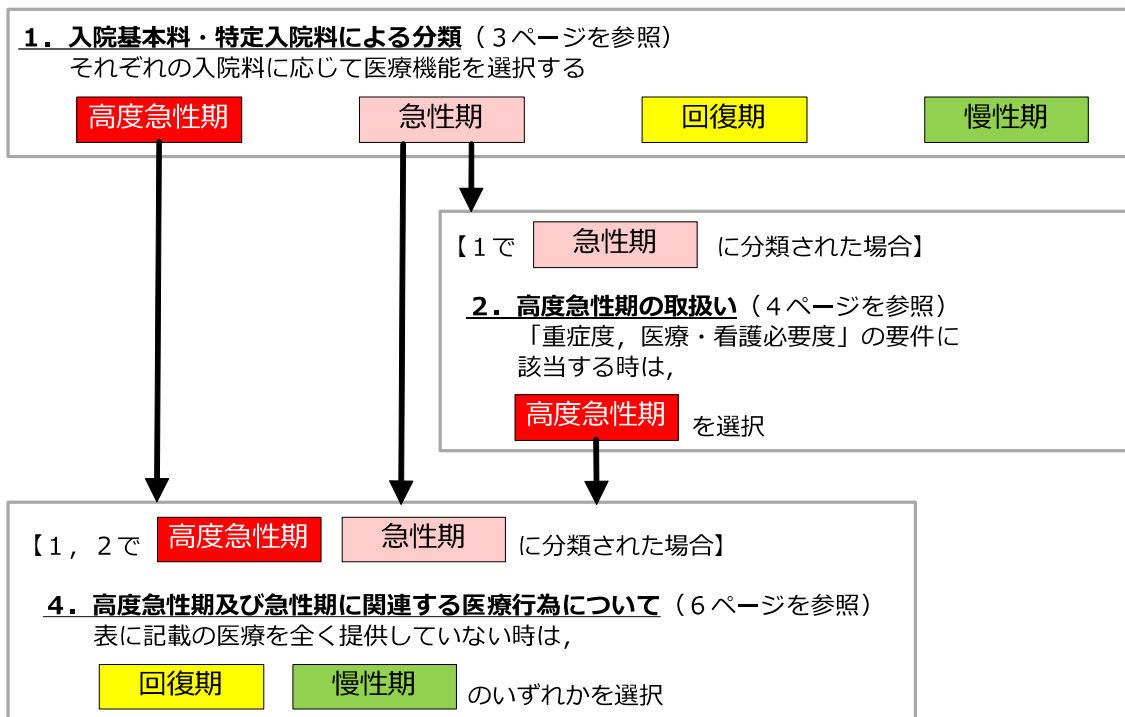 1．入院基本料・特定入院料による分類（３ページを参照）
それぞれの入院料に応じて医療機能を選択する
高度急性期 急性期 回復期 慢性期
【１で 急性期 に分類された場合】
2．高度急性期の取扱い（４ページを参照）
「重症度，医療・看護必要度」の要件に
該当する時は，
高度急性期 を選択
【１，２で 高度急性期 急性期 に分類された場合】
4．高度急性期及び急性期に関連する医療行為について（６ページを参照）
表に記載の医療を全く提供していない時は，
回復期 慢性期 のいずれかを選択